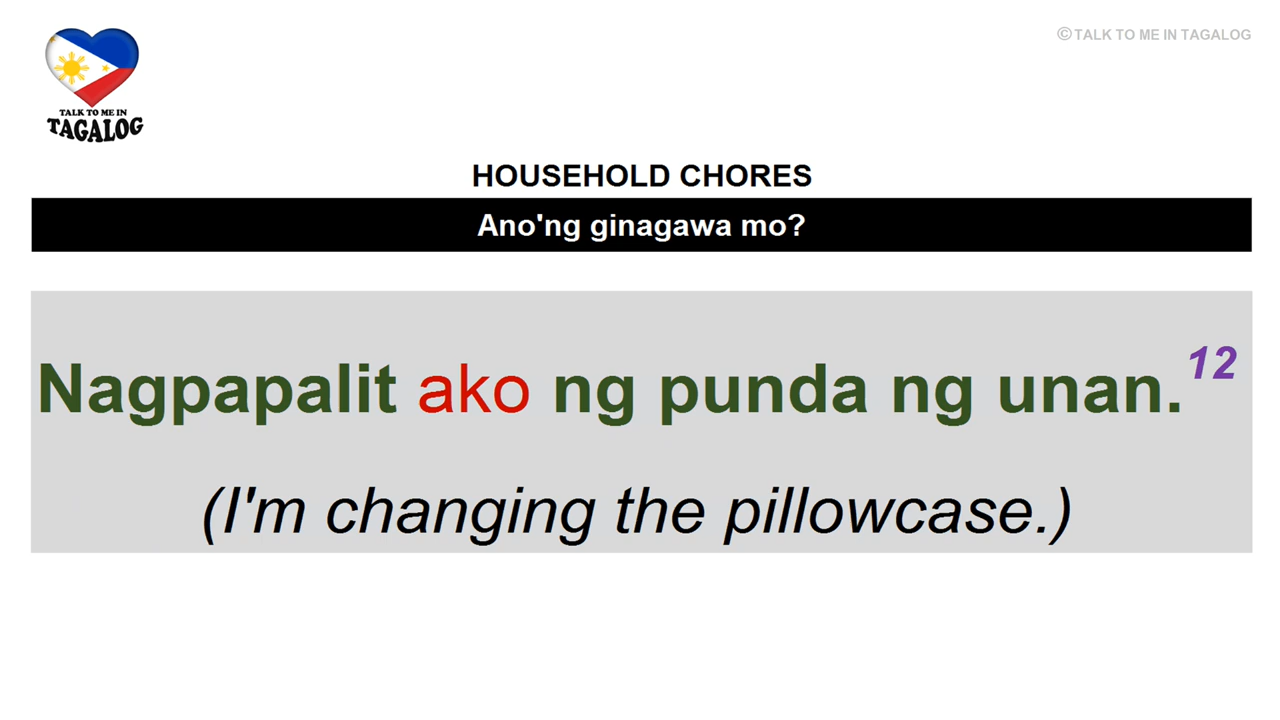 TALK TO ME IN
TAGALOG
© TALK TO ME IN TAGALOG
HOUSEHOLD CHORES
Ano'ng ginagawa mo?
Nagpapalit ako ng punda ng unan.12
(I'm changing the pillowcase.)